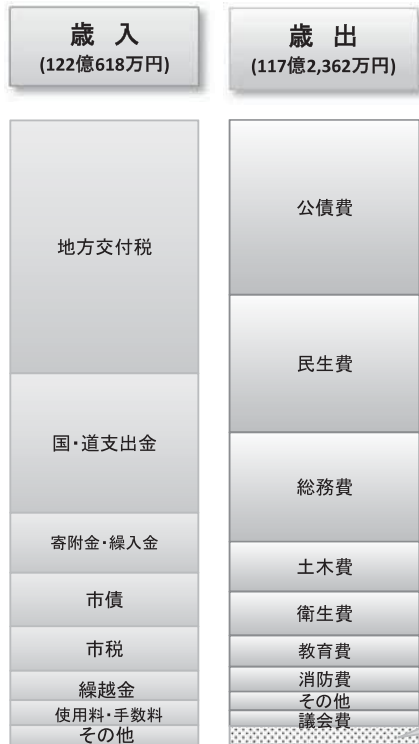 歳 入
(122億618万円)
地方交付税
国・道支出金
寄附金・繰入金
市債
市税
繰越金
使用料・手数料
その他
歳 出
(117億2,362万円)
公債費
民生費
総務費
土木費
衛生費
教育費
消防費
その他
議会費